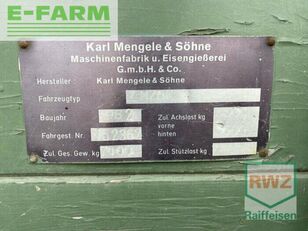 E-FARM
Karl Mengele & Söhne
Maschinenfabrik u. Eisengießerei
G.m.b.H. & Co.
Hersteller Karl Mengele & Söhne
Fahrzeugtyp
Baujahr
Zul. Achslast kg
vorne
Fahrgest. Nr.
hinten
Zul. Ges. Gew. kg
Zul. Stützlast kg
RWZ
Raiffeisen